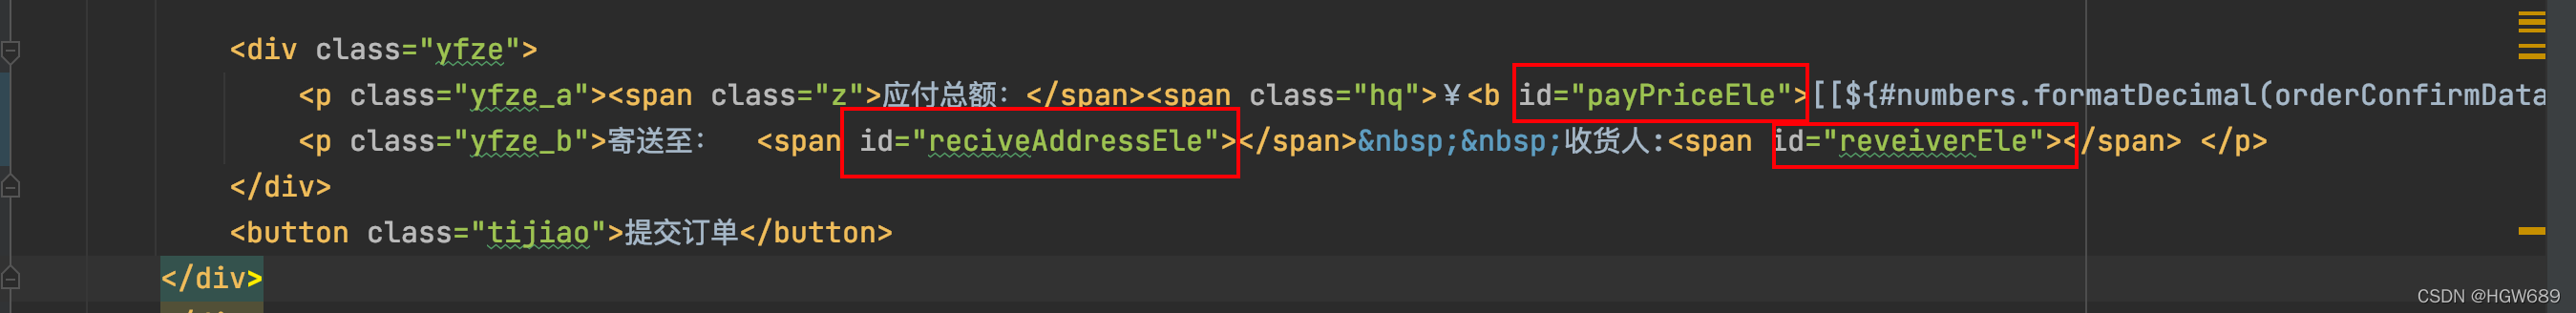 <div class="yfze">
<p class="yfze_a"><span class="z">应付总额：</span><span class="hq">￥<b id="payPriceEle">[[${#numbers.formatDecimal(orderConfirmData
<p class="yfze_b">寄送至： <span id="reciveAddressEle"></span>&nbsp;&nbsp;收货人:<span id="reveiverEle"></span> </p>
</div>
<button class="tijiao">提交订单</button>
</div>
CSDN @HGW689